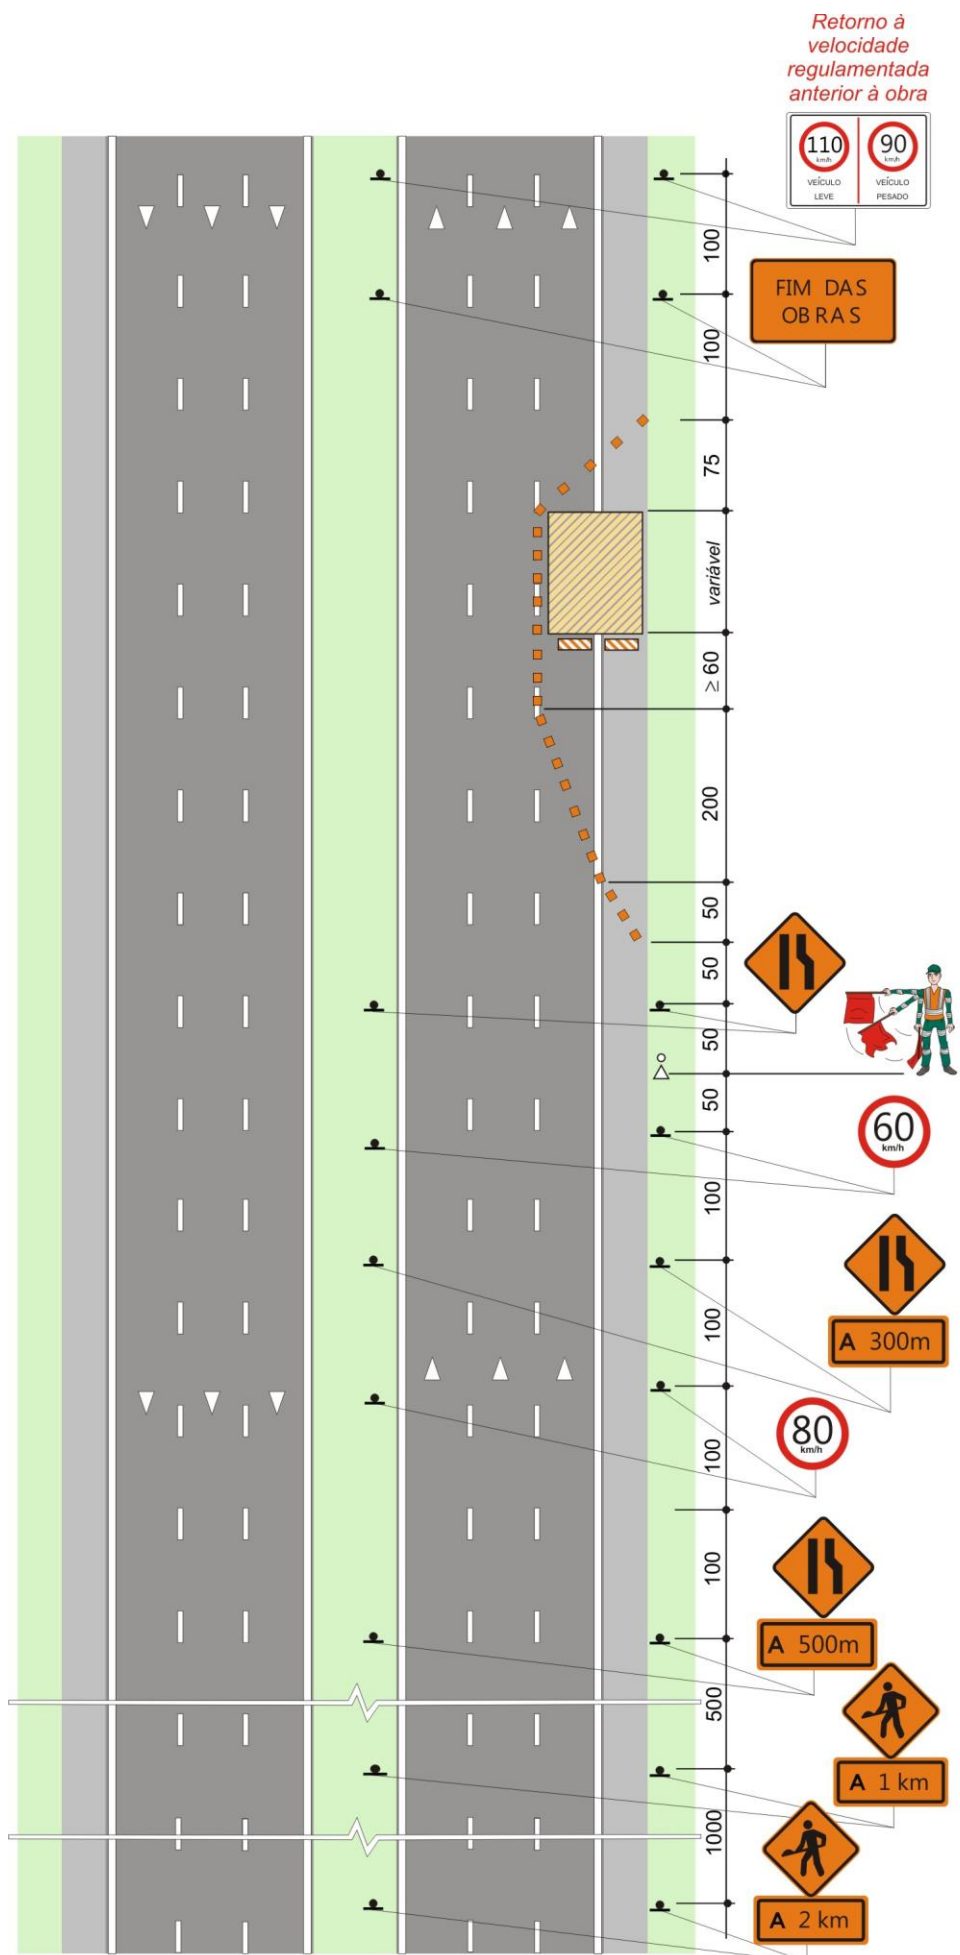 Retorno à
velocidade
regulamentada
anterior à obra
110
km/h
VEÍCULO
LEVE
90
km/h
VEÍCULO
PESADO
100
FIM DAS
OBRAS
100
75
variável
≥ 60
200
50
50
50
50
60
km/h
100
A 300m
100
80
km/h
100
100
A 500m
500
A 1 km
1000
A 2 km